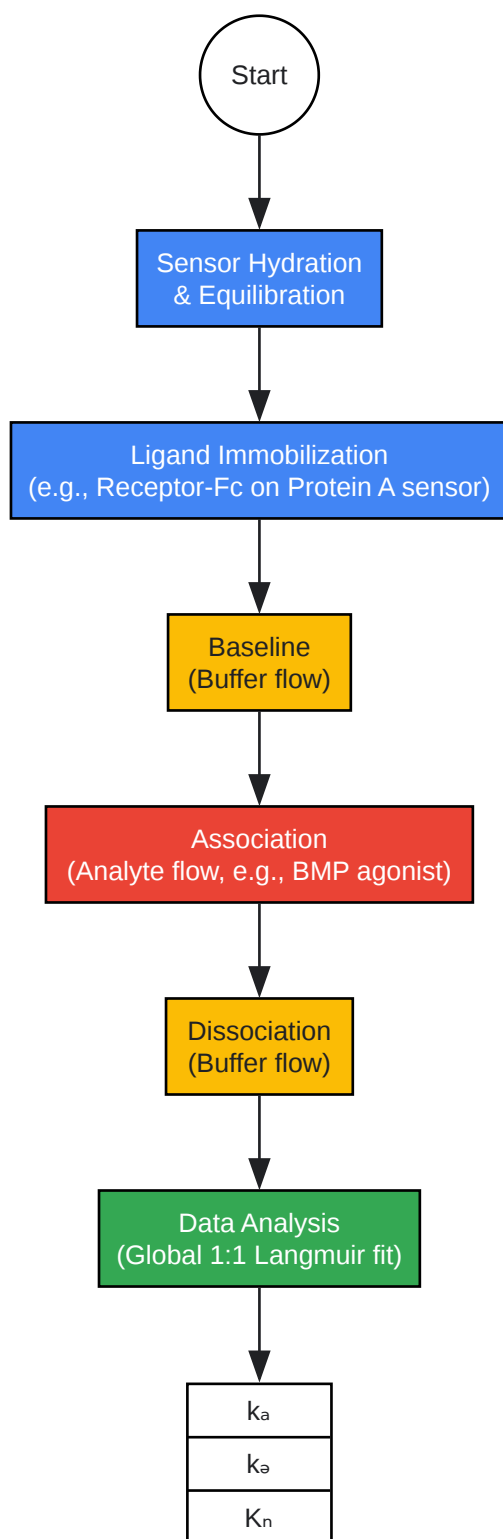 Start
Sensor Hydration
& Equilibration
Ligand Immobilization
(e.g., Receptor-Fc on Protein A sensor)
Baseline
(Buffer flow)
Association
(Analyte flow, e.g., BMP agonist)
Dissociation
(Buffer flow)
Data Analysis
(Global 1:1 Langmuir fit)
kₐ
kₔ
Kₙ